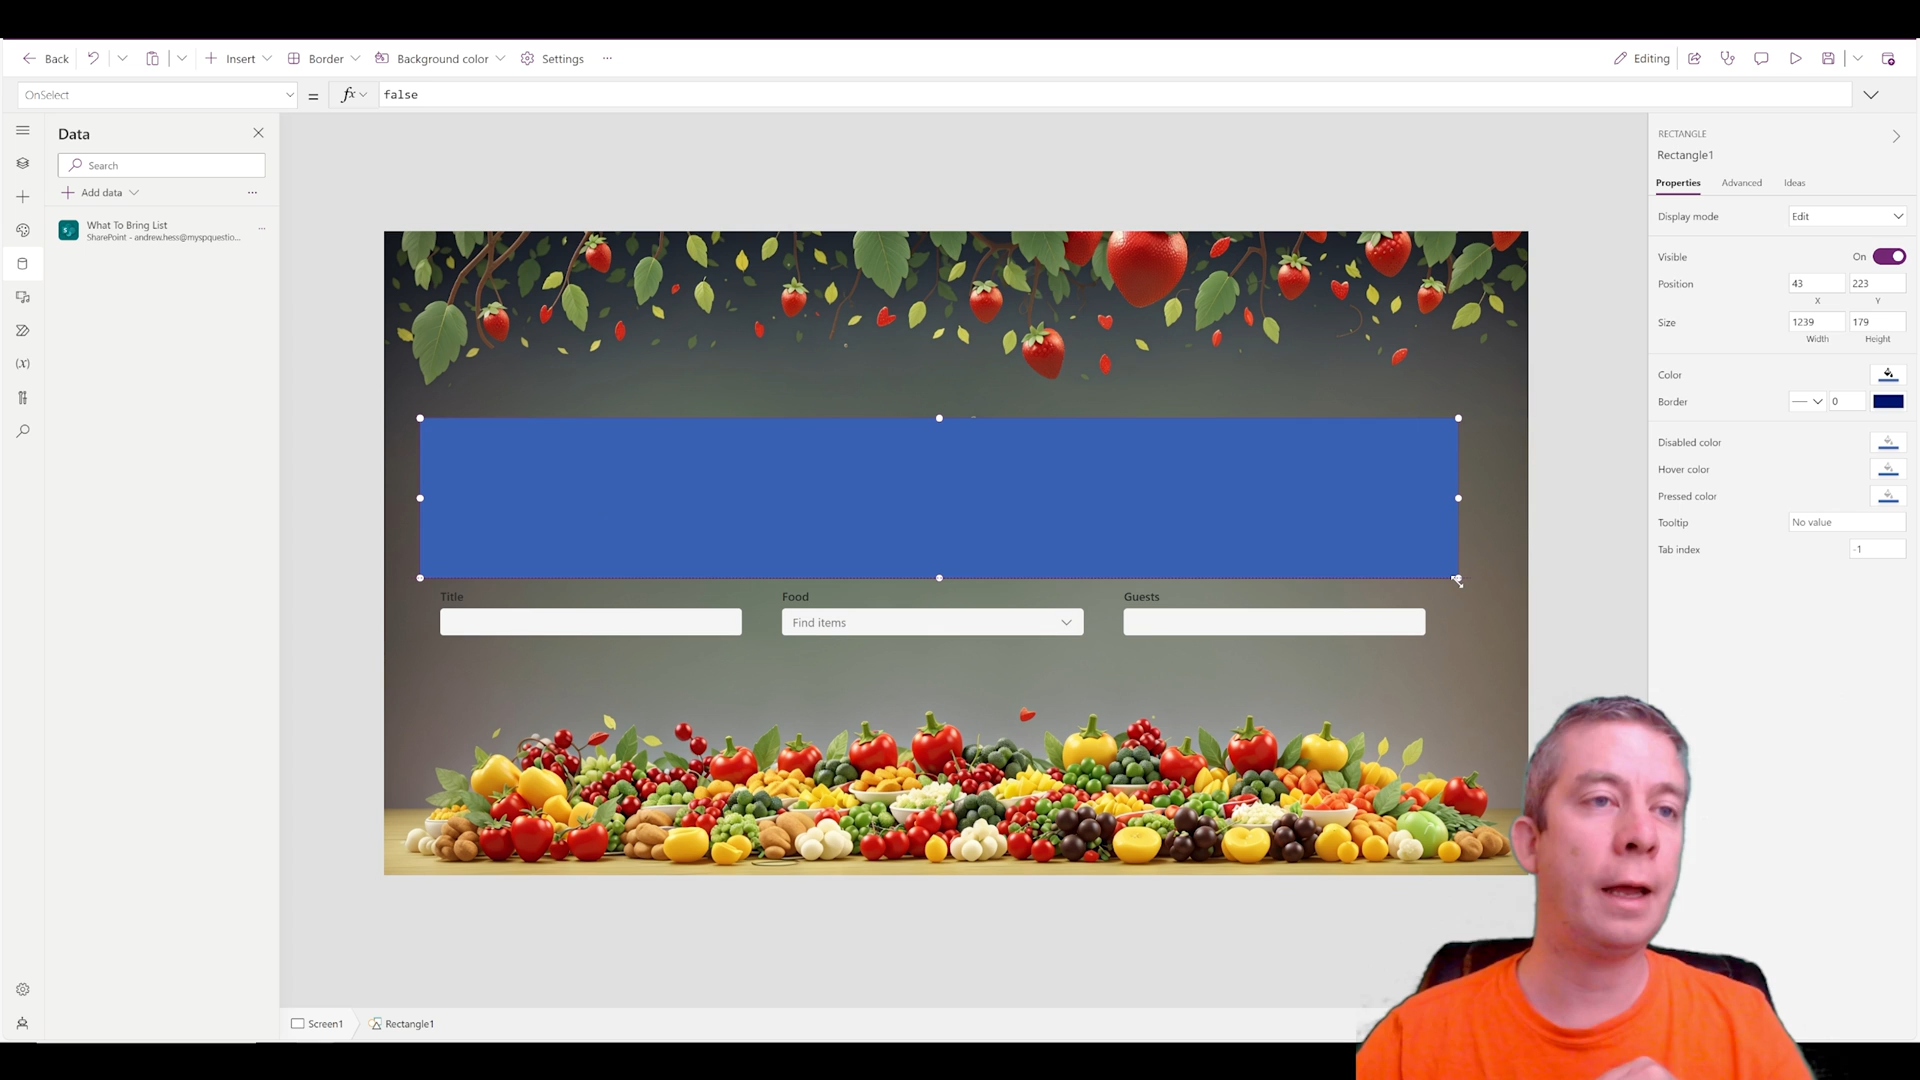 Back
Insert
Border
Background color
Settings
Editing
OnSelect
= fx
false
Data
Search
Add data
What To Bring List
SharePoint - andrew.hess@myspquestio...
Title
Food
Guests
Find items
RECTANGLE
Rectangle1
Properties
Advanced
Ideas
Display mode
Edit
Visible
On
Position
43
223
X
Y
Size
1239
179
Width
Height
Color
Border
0
Disabled color
Hover color
Pressed color
Tooltip
No value
Tab index
-1
Screen1
Rectangle1